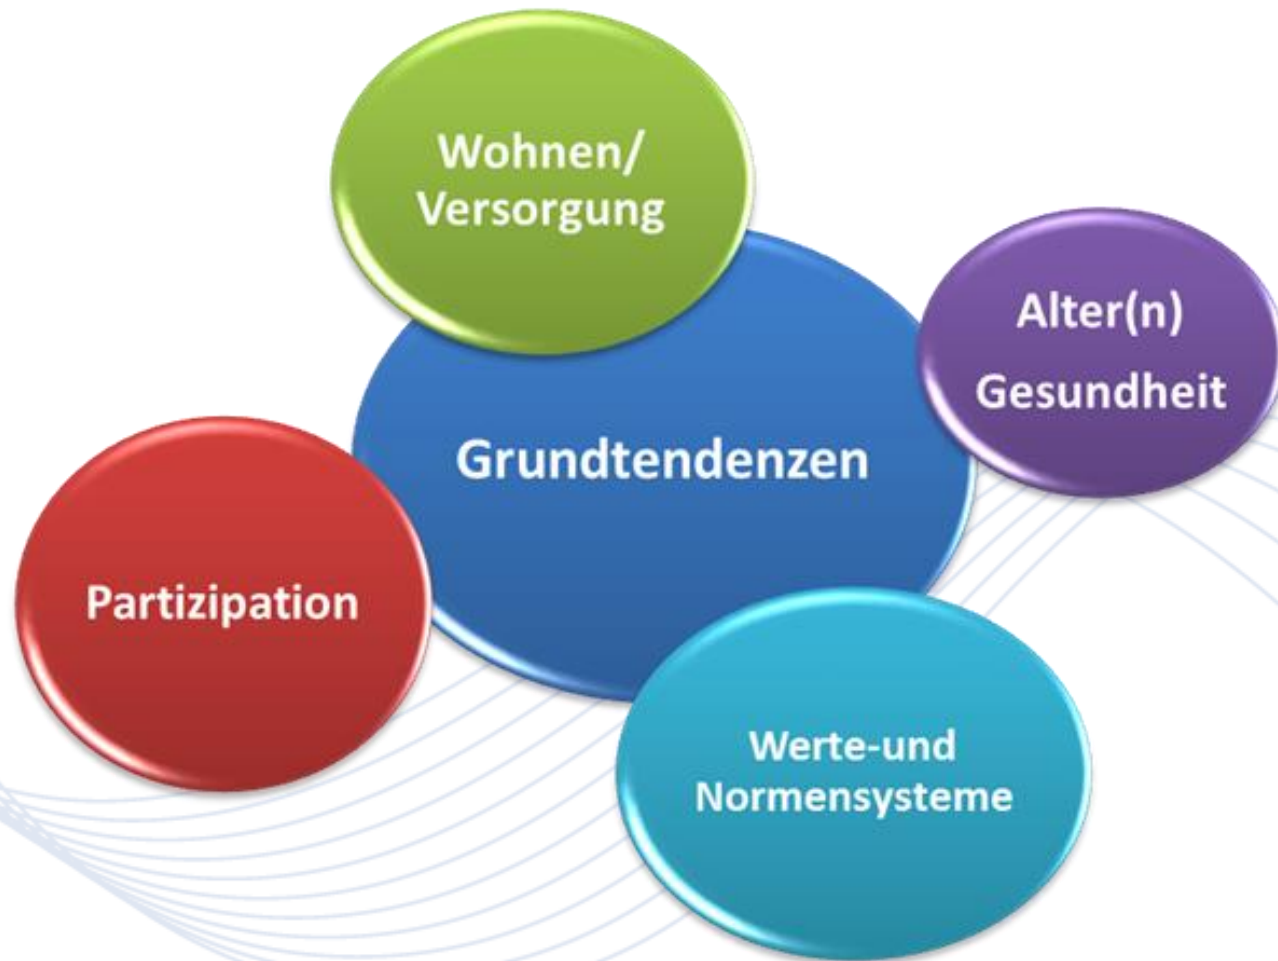 Wohnen/
Versorgung
Alter(n)
Gesundheit
Grundtendenzen
Partizipation
Werte-und
Normensysteme